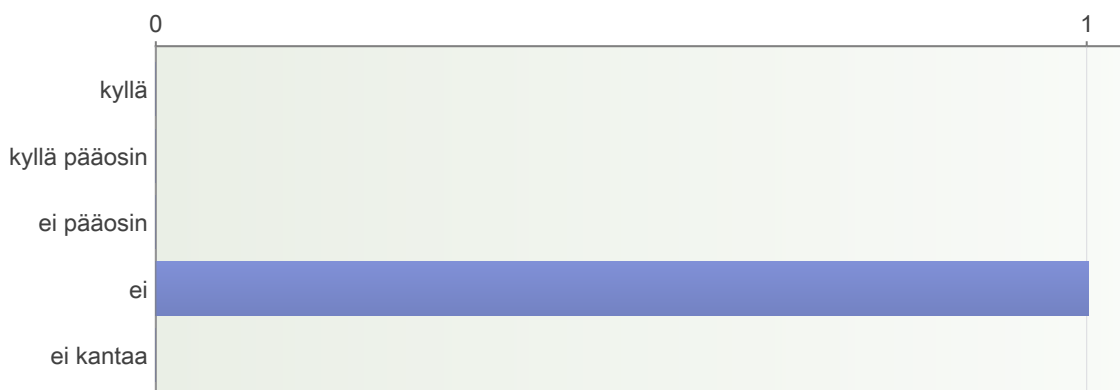 0 1
kyllä
kyllä pääosin
ei pääosin
ei
ei kantaa